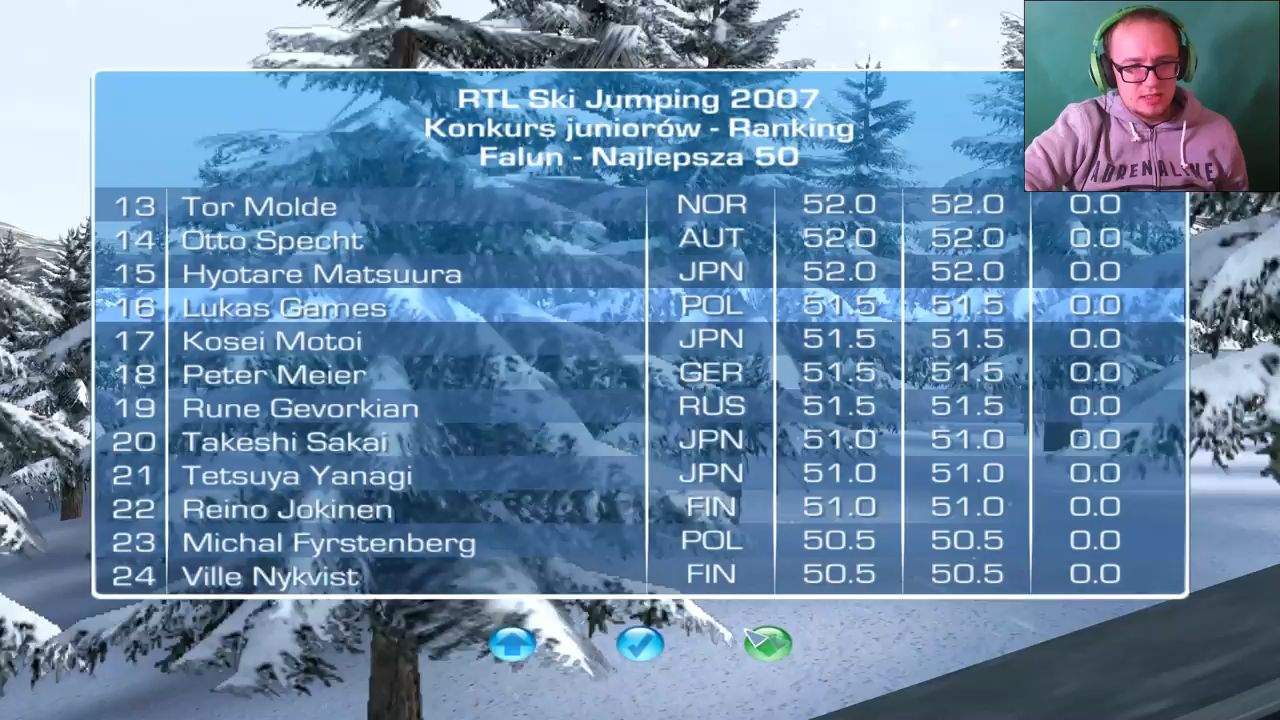 RTL Ski Jumping 2007
Konkurs juniorów - Ranking
Falun - Najlepsza 50
13 Tor Molde NOR 52.0 52.0 0.0
14 Otto Specht AUT 52.0 52.0 0.0
15 Hyotare Matsuura JPN 52.0 52.0 0.0
16 Lukas Games POL 51.5 51.5 0.0
17 Kosei Motoi JPN 51.5 51.5 0.0
18 Peter Meier GER 51.5 51.5 0.0
19 Rune Gevorkian RUS 51.5 51.5 0.0
20 Takeshi Sakai JPN 51.0 51.0 0.0
21 Tetsuya Yanagi JPN 51.0 51.0 0.0
22 Reino Jokinen FIN 51.0 51.0 0.0
23 Michal Fyrstenberg POL 50.5 50.5 0.0
24 Ville Nykvist FIN 50.5 50.5 0.0
ADRENALINE